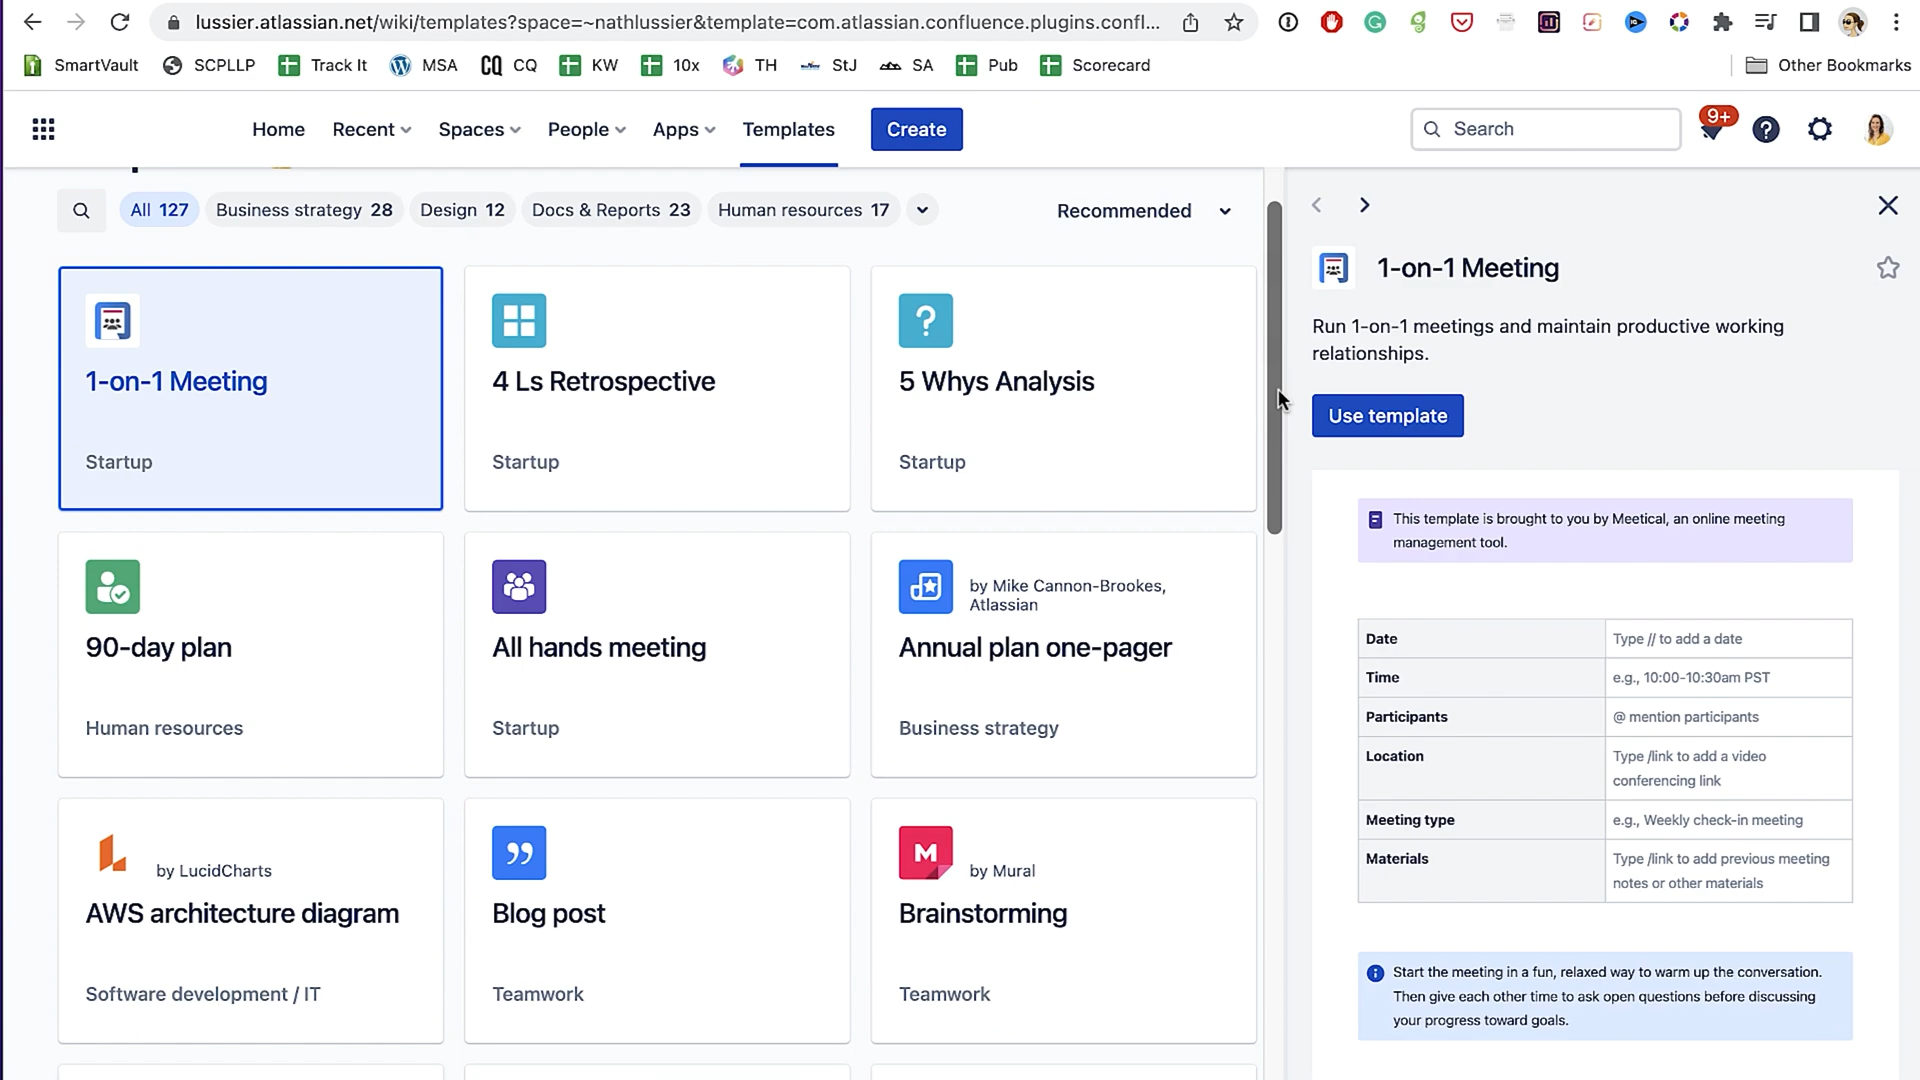 lussier.atlassian.net/wiki/templates?space=~nathlussier&template=com.atlassian.confluence.plugins.confl...
SmartVault SCPLLP Track It MSA CQ CQ KW 10x TH StJ SA Pub Scorecard Other Bookmarks
Home Recent Spaces People Apps Templates Create Search 9+
All 127 Business strategy 28 Design 12 Docs & Reports 23 Human resources 17 Recommended
1-on-1 Meeting
Startup
4 Ls Retrospective
Startup
5 Whys Analysis
Startup
90-day plan
Human resources
All hands meeting
Startup
by Mike Cannon-Brookes,
Atlassian
Annual plan one-pager
Business strategy
by LucidCharts
AWS architecture diagram
Software development / IT
Blog post
Teamwork
M by Mural
Brainstorming
Teamwork
1-on-1 Meeting
Run 1-on-1 meetings and maintain productive working
relationships.
Use template
This template is brought to you by Meetical, an online meeting
management tool.
Date Type // to add a date
Time e.g., 10:00-10:30am PST
Participants @ mention participants
Location Type /link to add a video
conferencing link
Meeting type e.g., Weekly check-in meeting
Materials Type /link to add previous meeting
notes or other materials
Start the meeting in a fun, relaxed way to warm up the conversation.
Then give each other time to ask open questions before discussing
your progress toward goals.